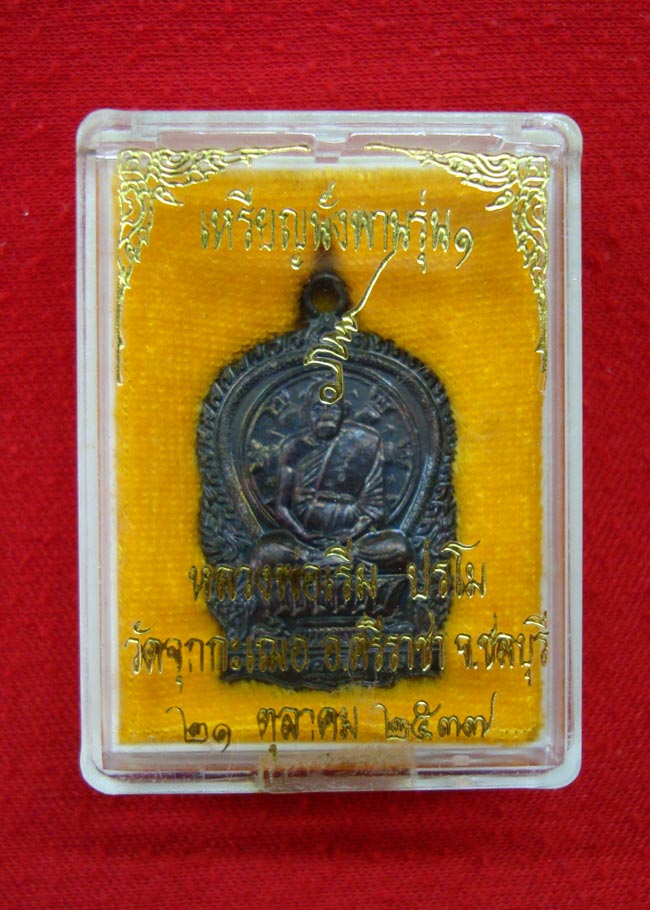 เหรียญนั่งพานรุ่น๑
หลวงพ่อริม ปรโม
วัดจุกกะเฌอ อ.ศรีราชา จ.ชลบุรี
๒๑ ตุลาคม ๒๕๓๗